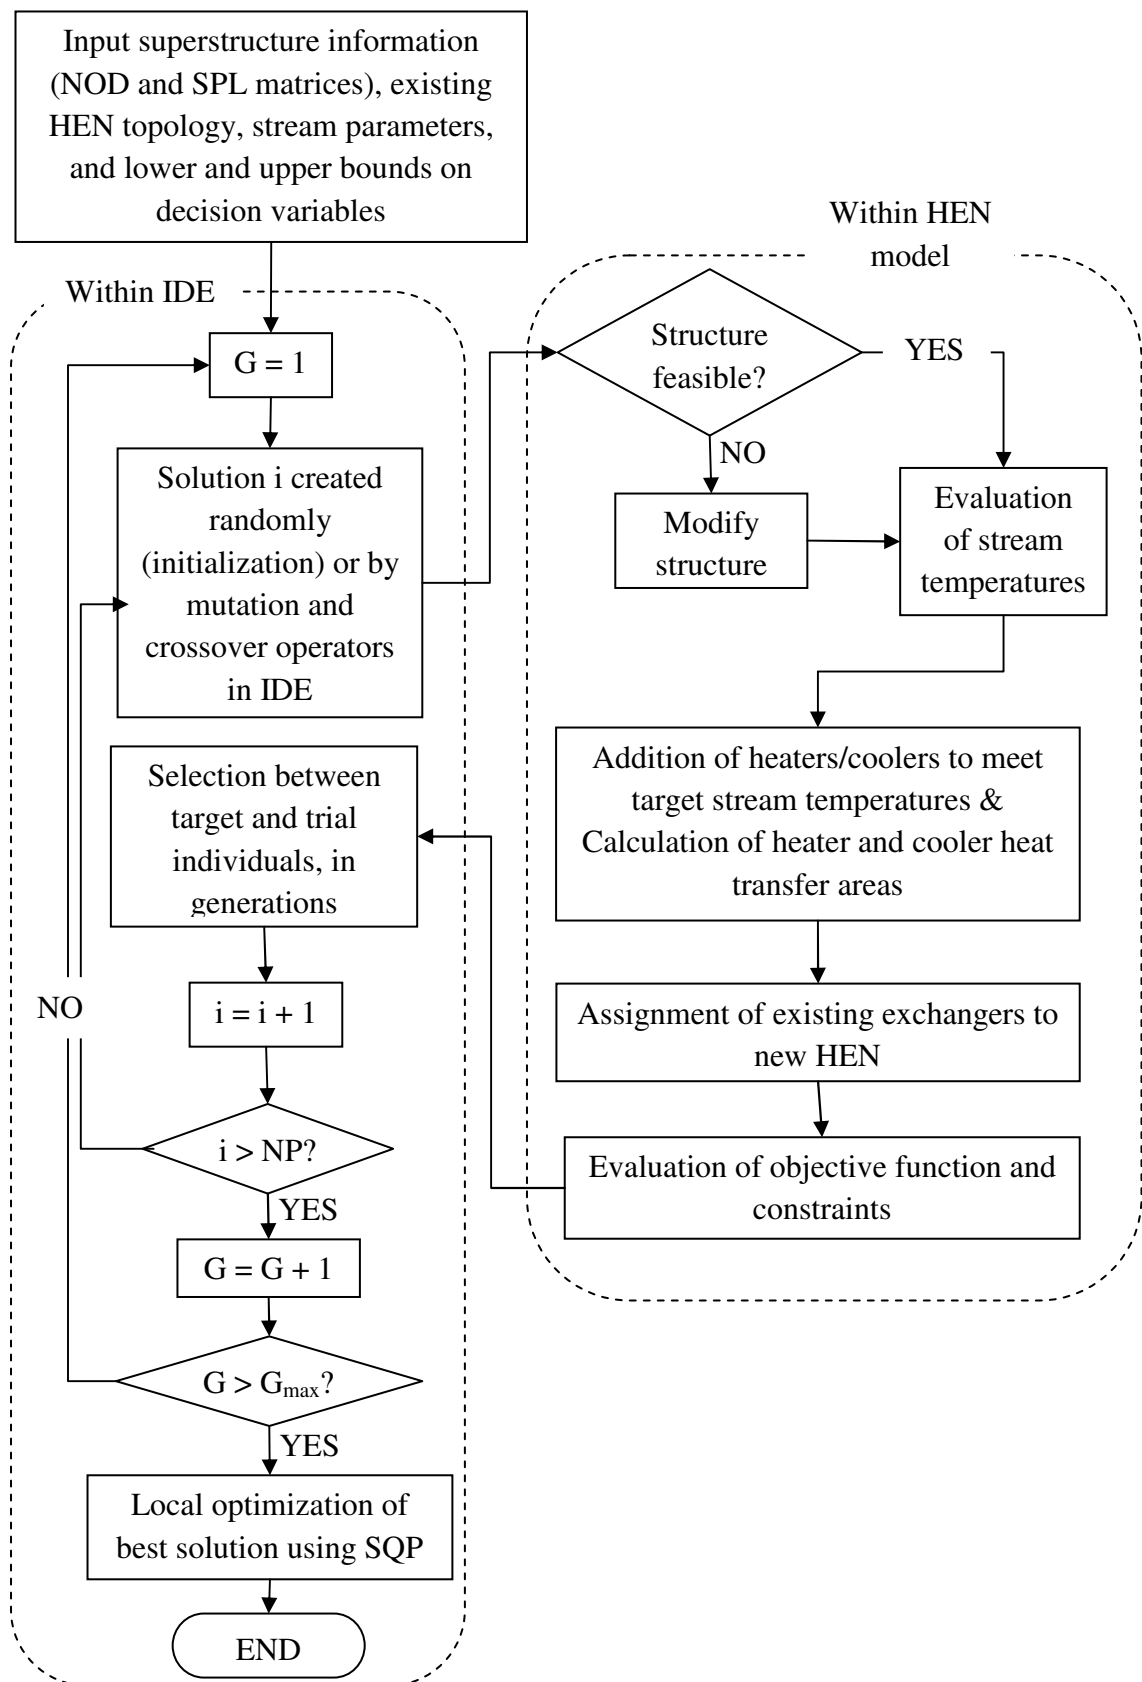 Input superstructure information
(NOD and SPL matrices), existing
HEN topology, stream parameters,
and lower and upper bounds on
decision variables
Within IDE
G = 1
Solution i created
randomly
(initialization) or by
mutation and
crossover operators
in IDE
Within HEN
model
Structure
feasible?
YES
NO
Modify
structure
Evaluation
of stream
temperatures
Addition of heaters/coolers to meet
target stream temperatures &
Calculation of heater and cooler heat
transfer areas
Assignment of existing exchangers to
new HEN
Evaluation of objective function and
constraints
Selection between
target and trial
individuals, in
generations
i = i + 1
NO
i > NP?
YES
G = G + 1
G > Gmax?
YES
Local optimization of
best solution using SQP
END